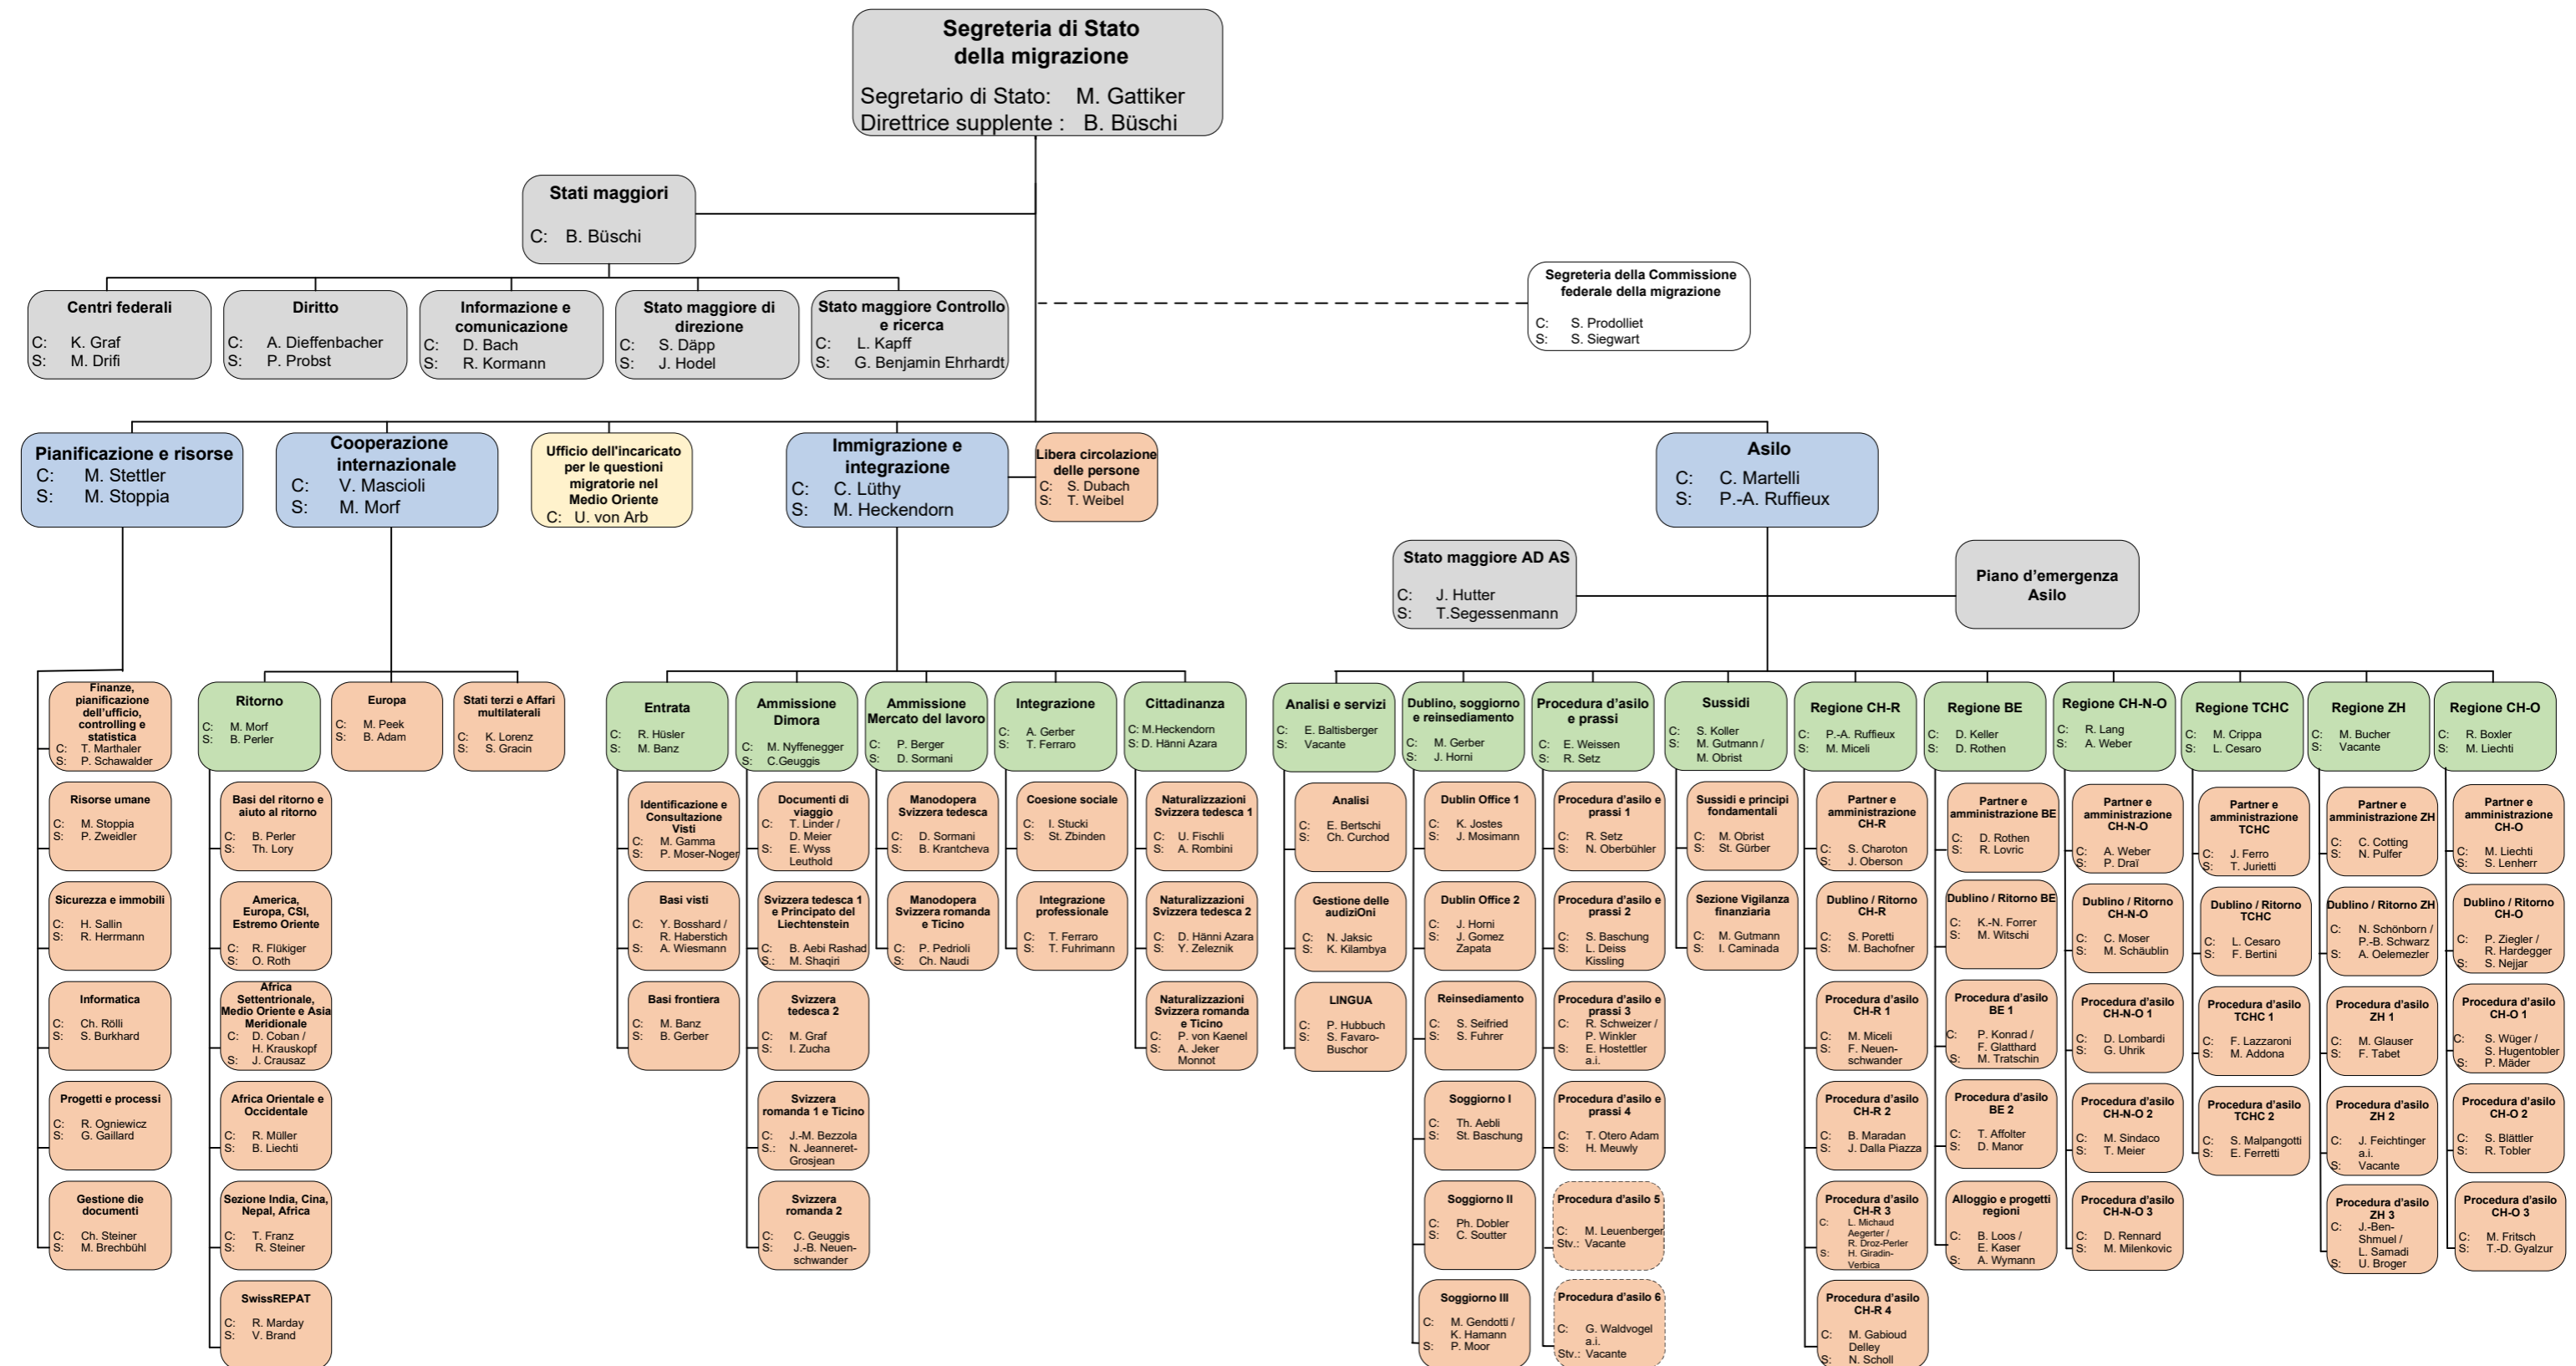 Segreteria di Stato
della migrazione
Segretario di Stato: M. Gattiker
Direttrice supplente : B. Büschi
Stati maggiori
C: B. Büschi
Centri federali
C: K. Graf
S: M. Drifi
Diritto
C: A. Dieffenbacher
S: P. Probst
Informazione e
comunicazione
C: D. Bach
S: R. Kormann
Stato maggiore di
direzione
C: S. Däpp
S: J. Hodel
Stato maggiore Controllo
e ricerca
C: L. Kapff
S: G. Benjamin Ehrhardt
Segreteria della Commissione
federale della migrazione
C: S. Prodolliet
S: S. Siegwart
Pianificazione e risorse
C: M. Stettler
S: M. Stoppia
Cooperazione
internazionale
C: V. Mascioli
S: M. Morf
Ufficio dell'incaricato
per le questioni
migratorie nel
Medio Oriente
C: U. von Arb
Immigrazione e
integrazione
C: C. Lüthy
S: M. Heckendorn
Libera circolazione
delle persone
C: S. Dubach
S: T. Weibel
Asilo
C: C. Martelli
S: P.-A. Ruffieux
Stato maggiore AD AS
C: J. Hutter
S: T.Segessenmann
Piano d'emergenza
Asilo
Finanze,
pianificazione
dell'ufficio,
controlling e
statistica
C: T. Marthaler
S: P. Schawalder
Risorse umane
C: M. Stoppia
S: P. Zweidler
Sicurezza e immobili
C: H. Sallin
S: R. Herrmann
Informatica
C: Ch. Rölli
S: S. Burkhard
Progetti e processi
C: R. Ogniewicz
S: G. Gaillard
Gestione die
documenti
C: Ch. Steiner
S: M. Brechbühl
Ritorno
C: M. Morf
S: B. Perler
Basi del ritorno e
aiuto al ritorno
C: B. Perler
S: Th. Lory
America,
Europa, CSI,
Estremo Oriente
C: R. Flükiger
S: O. Roth
Africa
Settentrionale,
Medio Oriente e Asia
Meridionale
C: D. Coban /
H. Krauskopf
S: J. Crausaz
Africa Orientale e
Occidentale
C: R. Müller
S: B. Liechti
Sezione India, Cina,
Nepal, Africa
C: T. Franz
S: R. Steiner
SwissREPAT
C: R. Marday
S: V. Brand
Europa
C: M. Peek
S: B. Adam
Stati terzi e Affari
multilaterali
C: K. Lorenz
S: S. Gracin
Entrata
C: R. Hüsler
S: M. Banz
Identificazione e
Consultazione
Visti
C: M. Gamma
S: P. Moser-Noger
Basi visti
C: Y. Bosshard /
R. Haberstich
S: A. Wiesmann
Basi frontiera
C: M. Banz
S: B. Gerber
Ammissione
Dimora
C: M. Nyffenegger
S: C.Geuggis
Documenti di
viaggio
C: T. Linder /
D. Meier
S: E. Wyss
Leuthold
Svizzera tedesca 1
e Principato del
Liechtenstein
C: B. Aebi Rashad
S.: M. Shaqiri
Svizzera
tedesca 2
C: M. Graf
S: I. Zucha
Svizzera
romanda 1 e Ticino
C: J.-M. Bezzola
S.: N. Jeanneret-
Grosjean
Svizzera
romanda 2
C: C. Geuggis
S: J.-B. Neuen-
schwander
Ammissione
Mercato del lavoro
C: P. Berger
S: D. Sormani
Manodopera
Svizzera tedesca
C: D. Sormani
S: B. Krantcheva
Manodopera
Svizzera romanda
e Ticino
C: P. Pedrioli
S: Ch. Naudi
Integrazione
C: A. Gerber
S: T. Ferraro
Coesione sociale
C: I. Stucki
S: St. Zbinden
Integrazione
professionale
C: T. Ferraro
S: T. Fuhrimann
Cittadinanza
C: M.Heckendorn
S: D. Hänni Azara
Naturalizzazioni
Svizzera tedesca 1
C: U. Fischli
S: A. Rombini
Naturalizzazioni
Svizzera tedesca 2
C: D. Hänni Azara
S: Y. Zeleznik
Naturalizzazioni
Svizzera romanda
e Ticino
C: P. von Kaenel
S: A. Jeker
Monnot
Analisi e servizi
C: E. Baltisberger
S: Vacante
Analisi
C: E. Bertschi
S: Ch. Curchod
Gestione delle
audiziOni
C: N. Jaksic
S: K. Kilambya
LINGUA
C: P. Hubbuch
S: S. Favaro-
Buschor
Dublino, soggiorno
e reinsediamento
C: M. Gerber
S: J. Horni
Dublin Office 1
C: K. Jostes
S: J. Mosimann
Dublin Office 2
C: J. Horni
S: J. Gomez
Zapata
Reinsediamento
C: S. Seifried
S: S. Fuhrer
Soggiorno I
C: Th. Aebli
S: St. Baschung
Soggiorno II
C: Ph. Dobler
S: C. Soutter
Soggiorno III
C: M. Gendotti /
K. Hamann
S: P. Moor
Procedura d'asilo
e prassi
C: E. Weissen
S: R. Setz
Procedura d'asilo e
prassi 1
C: R. Setz
S: N. Oberbühler
Procedura d'asilo e
prassi 2
C: S. Baschung
S: L. Deiss
Kissling
Procedura d'asilo e
prassi 3
C: R. Schweizer /
P. Winkler
S: E. Hostettler
a.i.
Procedura d'asilo e
prassi 4
C: T. Otero Adam
S: H. Meuwly
Procedura d'asilo 5
C: M. Leuenberger
Stv.: Vacante
Procedura d'asilo 6
C: G. Waldvogel
a.i.
Stv.: Vacante
Sussidi
C: S. Koller
S: M. Gutmann /
M. Obrist
Sussidi e principi
fondamentali
C: M. Obrist
S: St. Gürber
Sezione Vigilanza
finanziaria
C: M. Gutmann
S: I. Caminada
Regione CH-R
C: P.-A. Ruffieux
S: M. Miceli
Partner e
amministrazione
CH-R
C: S. Charoton
S: J. Oberson
Dublino / Ritorno
CH-R
C: S. Poretti
S: M. Bachofner
Procedura d'asilo
CH-R 1
C: M. Miceli
S: F. Neuen-
schwander
Procedura d'asilo
CH-R 2
C: B. Maradan
S: J. Dalla Piazza
Procedura d'asilo
CH-R 3
C: L. Michaud
Aegerter /
R. Droz-Perler
S: H. Giradin-
Verbica
Procedura d'asilo
CH-R 4
C: M. Gabioud
Delley
S: N. Scholl
Regione BE
C: D. Keller
S: D. Rothen
Partner e
amministrazione BE
C: D. Rothen
S: R. Lovric
Dublino / Ritorno BE
C: K.-N. Forrer
S: M. Witschi
Procedura d'asilo
BE 1
C: P. Konrad /
F. Glatthard
S: M. Tratschin
Procedura d'asilo
BE 2
C: T. Affolter
S: D. Manor
Alloggio e progetti
regioni
C: B. Loos /
E. Kaser
S: A. Wymann
Regione CH-N-O
C: R. Lang
S: A. Weber
Partner e
amministrazione
CH-N-O
C: A. Weber
S: P. Draï
Dublino / Ritorno
CH-N-O
C: C. Moser
S: M. Schäublin
Procedura d'asilo
CH-N-O 1
C: D. Lombardi
S: G. Uhrik
Procedura d'asilo
CH-N-O 2
C: M. Sindaco
S: T. Meier
Procedura d'asilo
CH-N-O 3
C: D. Rennard
S: M. Milenkovic
Regione TCHC
C: M. Crippa
S: L. Cesaro
Partner e
amministrazione
TCHC
C: J. Ferro
S: T. Jurietti
Dublino / Ritorno
TCHC
C: L. Cesaro
S: F. Bertini
Procedura d'asilo
TCHC 1
C: F. Lazzaroni
S: M. Addona
Procedura d'asilo
TCHC 2
C: S. Malpangotti
S: E. Ferretti
Regione ZH
C: M. Bucher
S: Vacante
Partner e
amministrazione ZH
C: C. Cotting
S: N. Pulfer
Dublino / Ritorno ZH
C: N. Schönborn /
P.-B. Schwarz
S: A. Oelemezler
Procedura d'asilo
ZH 1
C: M. Glauser
S: F. Tabet
Procedura d'asilo
ZH 2
C: J. Feichtinger
a.i.
S: Vacante
Procedura d'asilo
ZH 3
C: J.-Ben-
Shmuel /
L. Samadi
S: U. Broger
Regione CH-O
C: R. Boxler
S: M. Liechti
Partner e
amministrazione
CH-O
C: M. Liechti
S: S. Lenherr
Dublino / Ritorno
CH-O
C: P. Ziegler /
R. Hardegger
S: S. Nejjar
Procedura d'asilo
CH-O 1
C: S. Wüger /
S. Hugentobler
S: P. Mäder
Procedura d'asilo
CH-O 2
C: S. Blättler
S: R. Tobler
Procedura d'asilo
CH-O 3
C: M. Fritsch
S: T.-D. Gyalzur